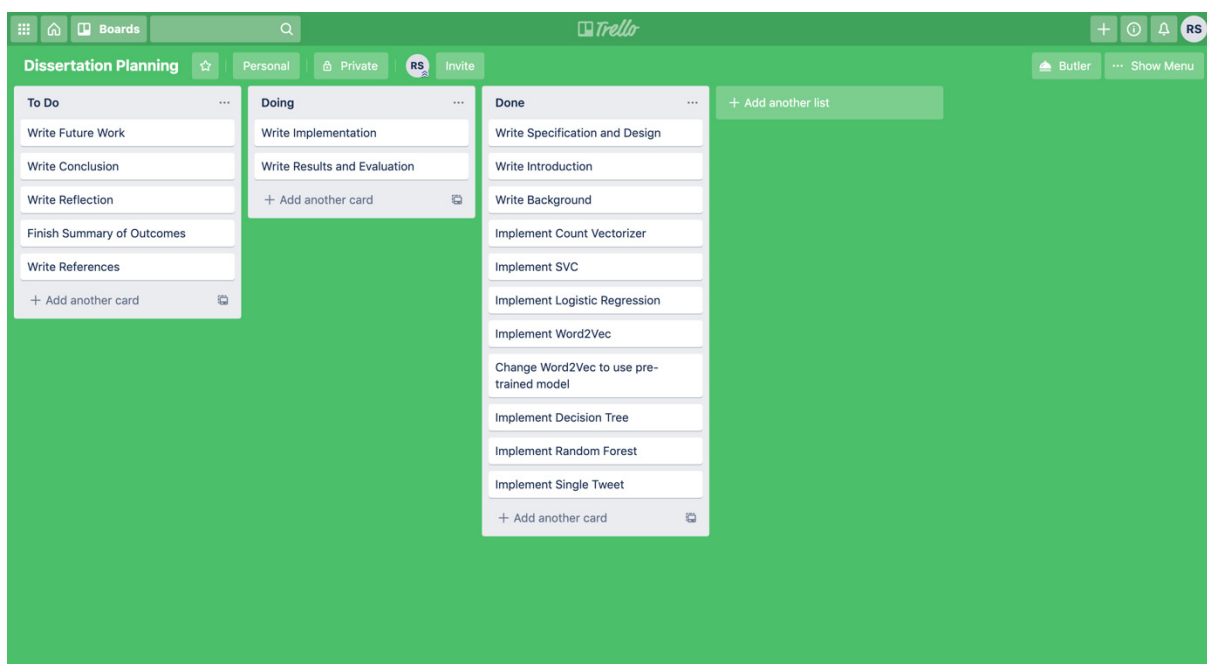 Boards
Trello
RS
Dissertation Planning
Personal
Private
RS
Invite
Butler
... Show Menu
To Do
...
Write Future Work
Write Conclusion
Write Reflection
Finish Summary of Outcomes
Write References
+ Add another card
Doing
...
Write Implementation
Write Results and Evaluation
+ Add another card
Done
...
Write Specification and Design
Write Introduction
Write Background
Implement Count Vectorizer
Implement SVC
Implement Logistic Regression
Implement Word2Vec
Change Word2Vec to use pre-
trained model
Implement Decision Tree
Implement Random Forest
Implement Single Tweet
+ Add another card
+ Add another list